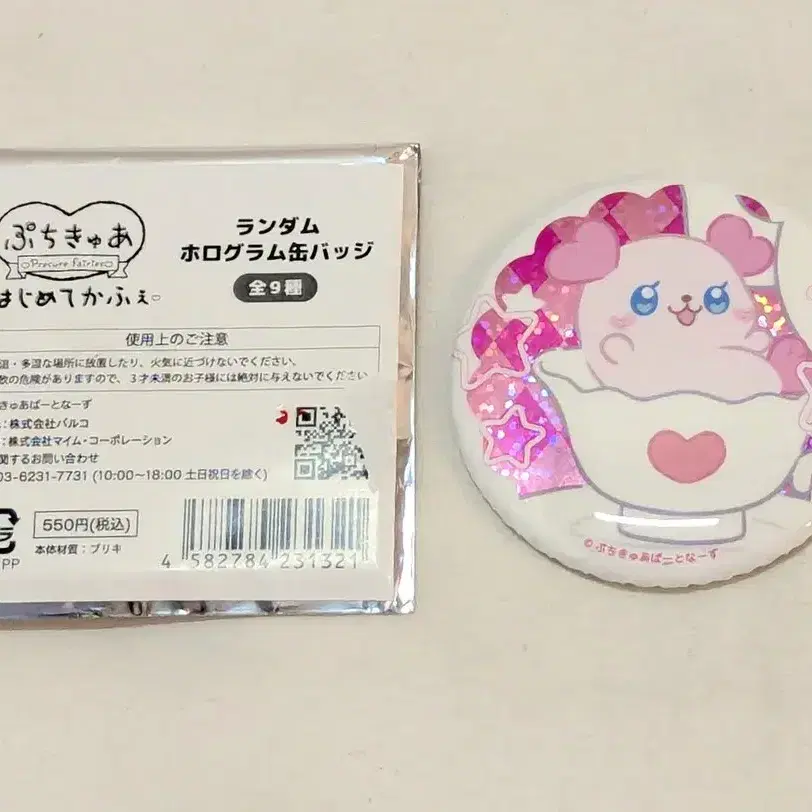 ぷちきゅあ
Precure Fairies
はじめてかふぇ
ランダム
ホログラム缶バッジ
全9種
使用上のご注意
温・多湿な場所に放置したり、火気に近づけないでください。
飲の危険がありますので、3才未満のお子様には絶対に与えないでください
きゅあぱーとなーず
:株式会社パルコ
:株式会社マイム・コーポレーション
関するお問い合わせ
03-6231-7731 (10:00~18:00 土日祝日を除く)
550円(税込)
本体材質:ブリキ
PP
4 582784 231321
©ぷちきゅあぱーとなーず